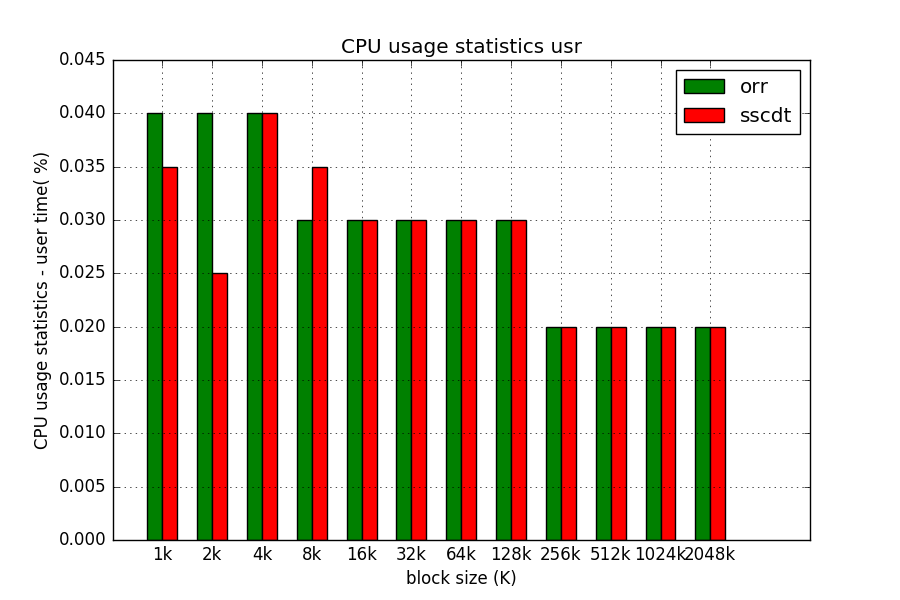 CPU usage statistics usr
orr
sscdt
CPU usage statistics - user time( %)
0.045
0.040
0.035
0.030
0.025
0.020
0.015
0.010
0.005
0.000
1k 2k 4k 8k 16k 32k 64k 128k 256k 512k 1024k 2048k
block size (K)